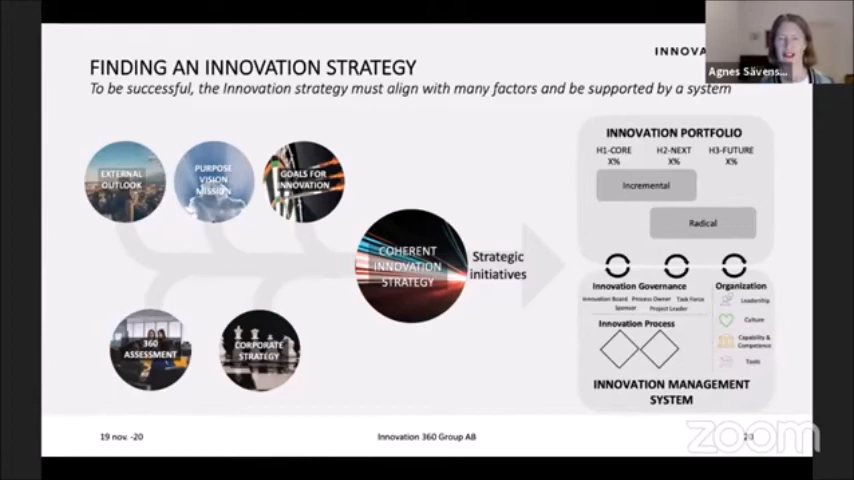 INNOVA
Agnes Sävens...
FINDING AN INNOVATION STRATEGY
To be successful, the Innovation strategy must align with many factors and be supported by a system
EXTERNAL
OUTLOOK
PURPOSE
VISION
MISSION
GOALS FOR
INNOVATION
COHERENT
INNOVATION
STRATEGY
Strategic
initiatives
360
ASSESSMENT
CORPORATE
STRATEGY
INNOVATION PORTFOLIO
H1-CORE H2-NEXT H3-FUTURE
X% X% X%
Incremental
Radical
Innovation Governance
Innovation Board Process Owner Task Force
Sponsor Project Leader
Innovation Process
Organization
Leadership
Culture
Capability &
Competence
Tools
INNOVATION MANAGEMENT
SYSTEM
19 nov. -20
Innovation 360 Group AB
zoom